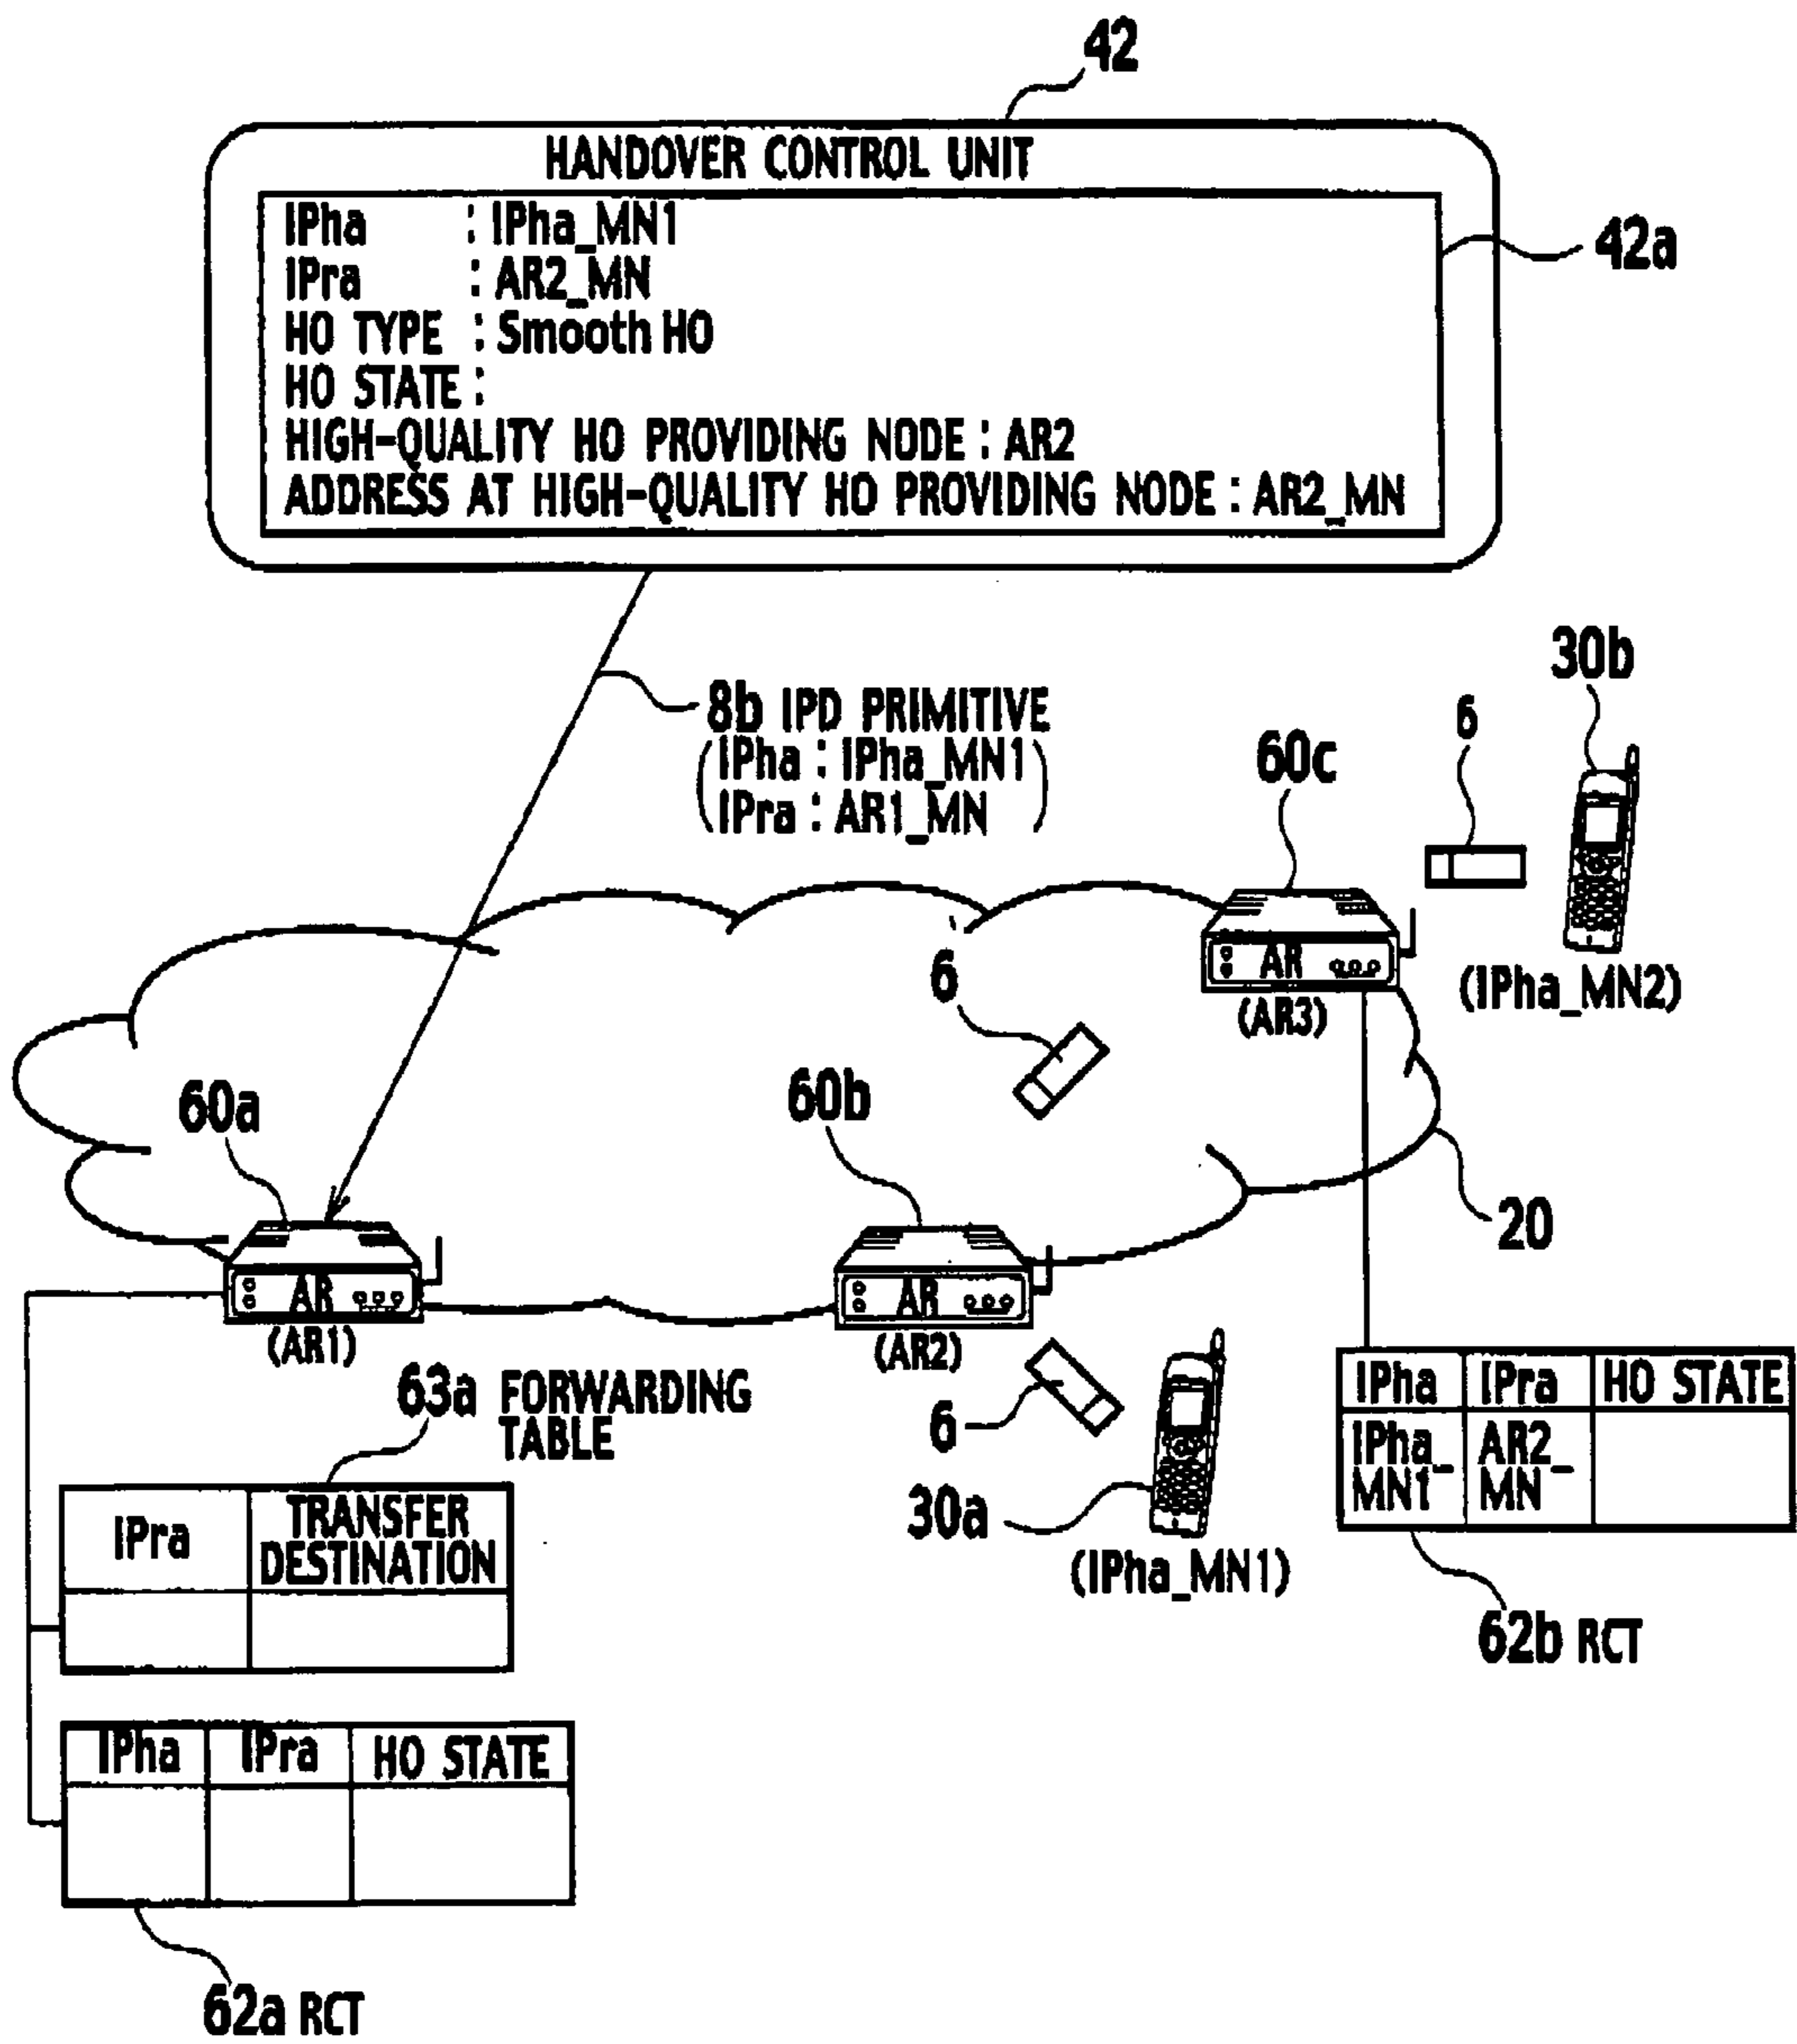 42
HANDOVER CONTROL UNIT
IPha : IPha_MN1
IPra : AR2_MN
HO TYPE : Smooth HO
HO STATE :
HIGH-QUALITY HO PROVIDING NODE : AR2
ADDRESS AT HIGH-QUALITY HO PROVIDING NODE : AR2_MN
42a
8b IPD PRIMITIVE
(IPha : IPha_MN1
IPra : AR1_MN)
30b
6
60c
AR
(AR3)
(IPha_MN2)
6
60a
60b
20
AR
(AR1)
AR
(AR2)
63a FORWARDING
TABLE
6
30a
(IPha_MN1)
IPha IPra HO STATE
IPha_ AR2_
MN1 MN
62b RCT
IPra
TRANSFER
DESTINATION
IPha IPra HO STATE
62a RCT